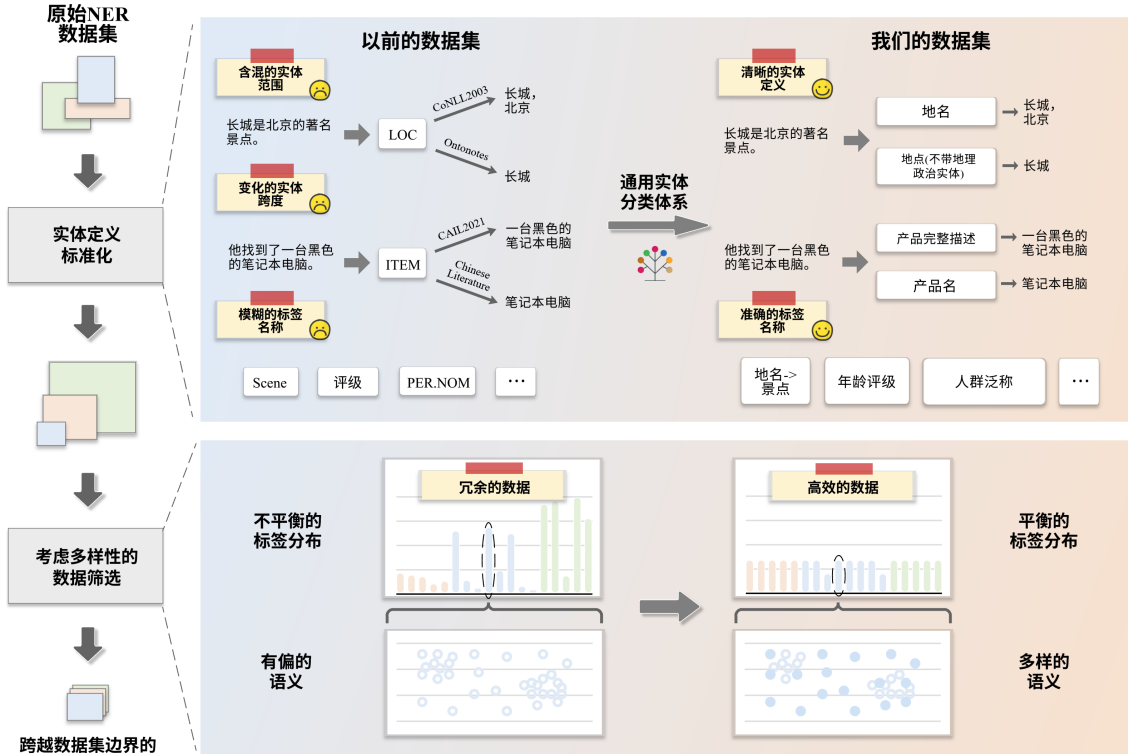 原始NER
数据集
实体定义
标准化
考虑多样性的
数据筛选
跨越数据集边界的
以前的数据集
含混的实体
范围
长城是北京的著名
景点。
LOC
CoNLL2003
长城，
北京
Ontonotes
长城
变化的实体
跨度
他找到了一台黑色
的笔记本电脑。
ITEM
CAIL2021
一台黑色的
笔记本电脑
Chinese
Literature
笔记本电脑
模糊的标签
名称
Scene
评级
PER.NOM
...
通用实体
分类体系
我们的数据集
清晰的实体
定义
长城是北京的著名
景点。
地名
长城，
北京
地点(不带地理
政治实体)
长城
他找到了一台黑色
的笔记本电脑。
产品完整描述
一台黑色的
笔记本电脑
产品名
笔记本电脑
准确的标签
名称
地名->
景点
年龄评级
人群泛称
...
不平衡的
标签分布
冗余的数据
高效的数据
平衡的
标签分布
有偏的
语义
多样的
语义